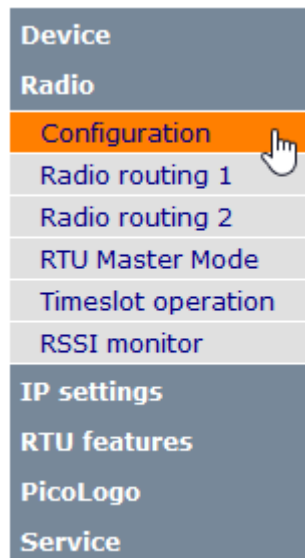 Device
Radio
Configuration
Radio routing 1
Radio routing 2
RTU Master Mode
Timeslot operation
RSSI monitor
IP settings
RTU features
PicoLogo
Service